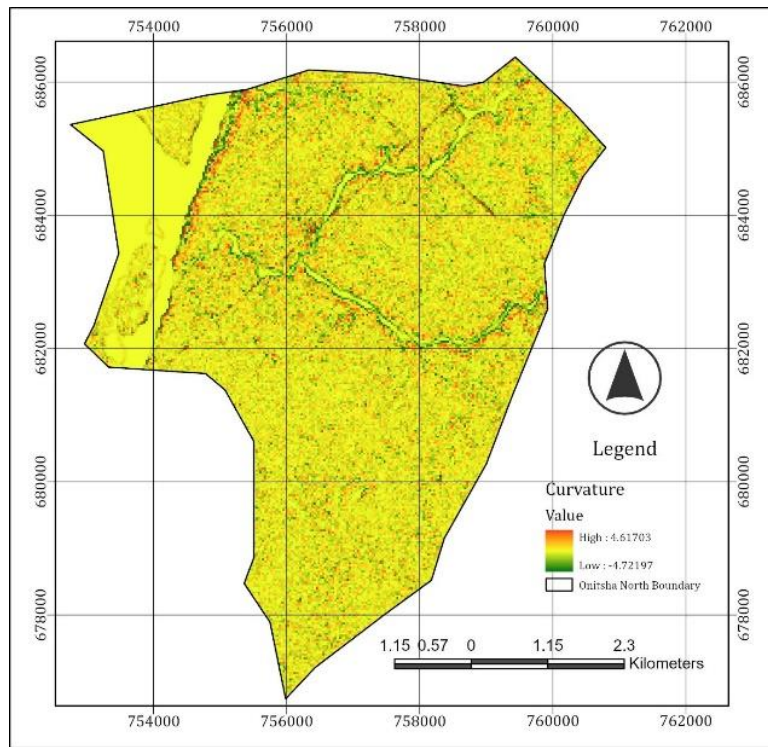 754000 756000 758000 760000 762000
686000 686000
684000 684000
682000 682000
Legend
680000 680000
Curvature
Value
High : 4.61703
Low : -4.72197
Onitsha North Boundary
678000 678000
1.15 0.57 0 1.15 2.3
Kilometers
754000 756000 758000 760000 762000